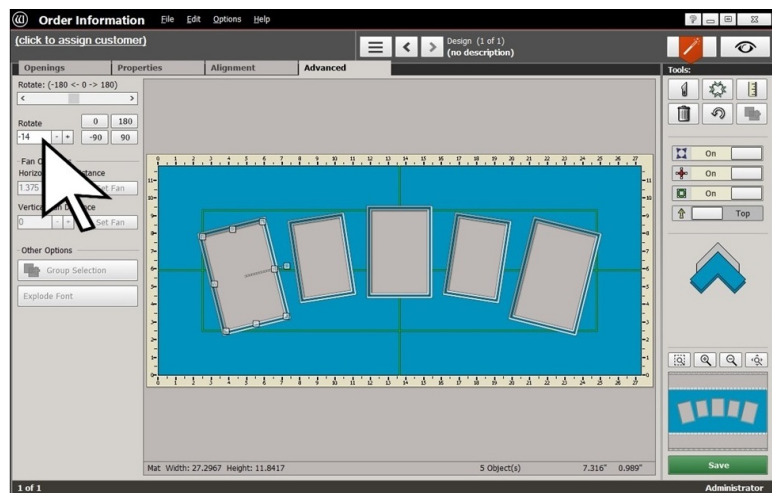 Order Information File Edit Options Help
(click to assign customer)
Design (1 of 1)
(no description)
Openings Properties Alignment Advanced
Tools:
Rotate: (-180 <- 0 -> 180)
Rotate
0 180
-14 - + -90 90
Fan
Horizo
1.375 Set Fan
Vertic
0 - Set Fan
Other Options
Group Selection
Explode Font
On
On
On
Top
Mat Width: 27.2967 Height: 11.8417 5 Object(s) 7.316" 0.989"
Save
1 of 1 Administrator